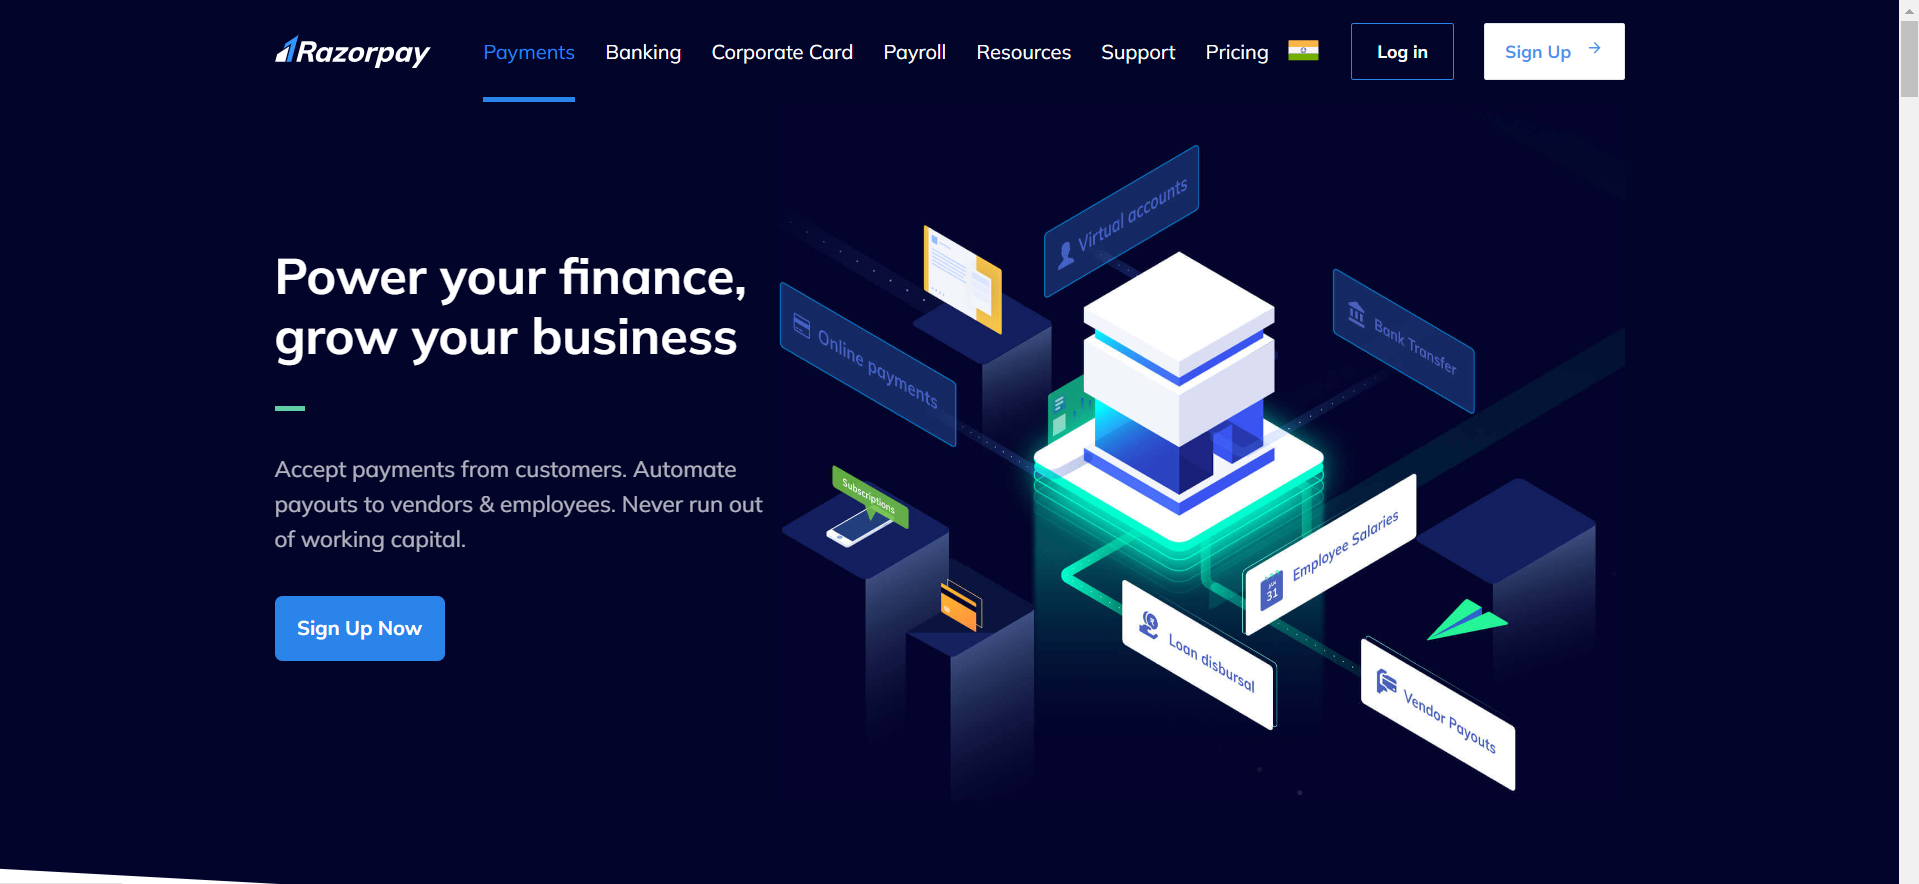 Razorpay
Payments
Banking
Corporate Card
Payroll
Resources
Support
Pricing
Log in
Sign Up
Power your finance,
grow your business
Accept payments from customers. Automate
payouts to vendors & employees. Never run out
of working capital.
Sign Up Now
Virtual accounts
Online payments
Bank Transfer
Subscriptions
Employee Salaries
JAN
31
Loan disbursal
Vendor Payouts